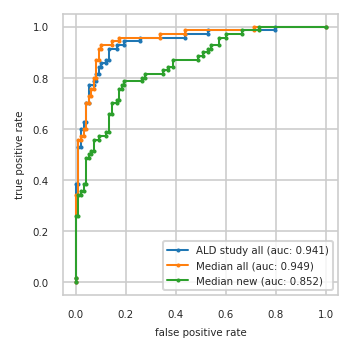 1.0
0.8
0.6
0.4
0.2
0.0
true positive rate
ALD study all (auc: 0.941)
Median all (auc: 0.949)
Median new (auc: 0.852)
0.0 0.2 0.4 0.6 0.8 1.0
false positive rate